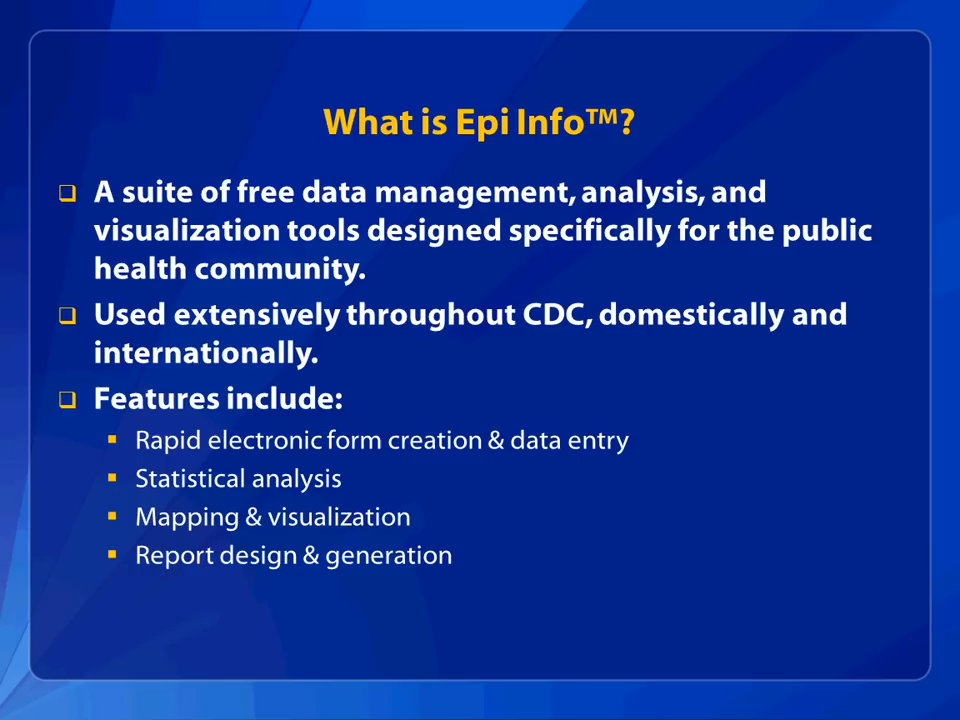 What is Epi Info™?
❑ A suite of free data management, analysis, and
visualization tools designed specifically for the public
health community.
❑ Used extensively throughout CDC, domestically and
internationally.
❑ Features include:
▪ Rapid electronic form creation & data entry
▪ Statistical analysis
▪ Mapping & visualization
▪ Report design & generation